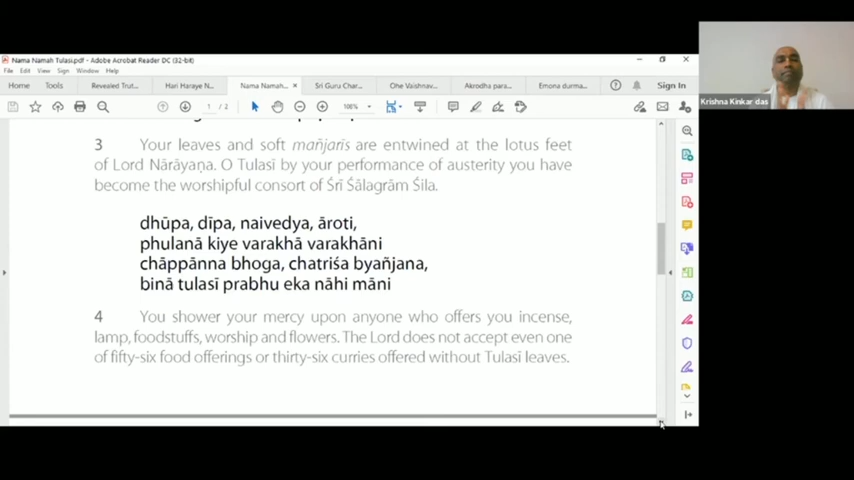 Nama Namah Tulasi.pdf - Adobe Acrobat Reader DC (32-bit)
File Edit View Sign Window Help
Home Tools Revealed Trut... Hari Haraye N... Nama Namah... × Sri Guru Char... Ohe Vaishnav... Akrodha para... Emona durma... Sign In
1 / 2 100%
Krishna Kinkar das
3 Your leaves and soft mañjarīs are entwined at the lotus feet
of Lord Nārāyaṇa. O Tulasī by your performance of austerity you have
become the worshipful consort of Śrī Śālagrām Śila.
dhūpa, dīpa, naivedya, āroti,
phulanā kiye varakhā varakhāni
chāppānna bhoga, chatriśa byañjana,
binā tulasī prabhu eka nāhi māni
4 You shower your mercy upon anyone who offers you incense,
lamp, foodstuffs, worship and flowers. The Lord does not accept even one
of fifty-six food offerings or thirty-six curries offered without Tulasī leaves.